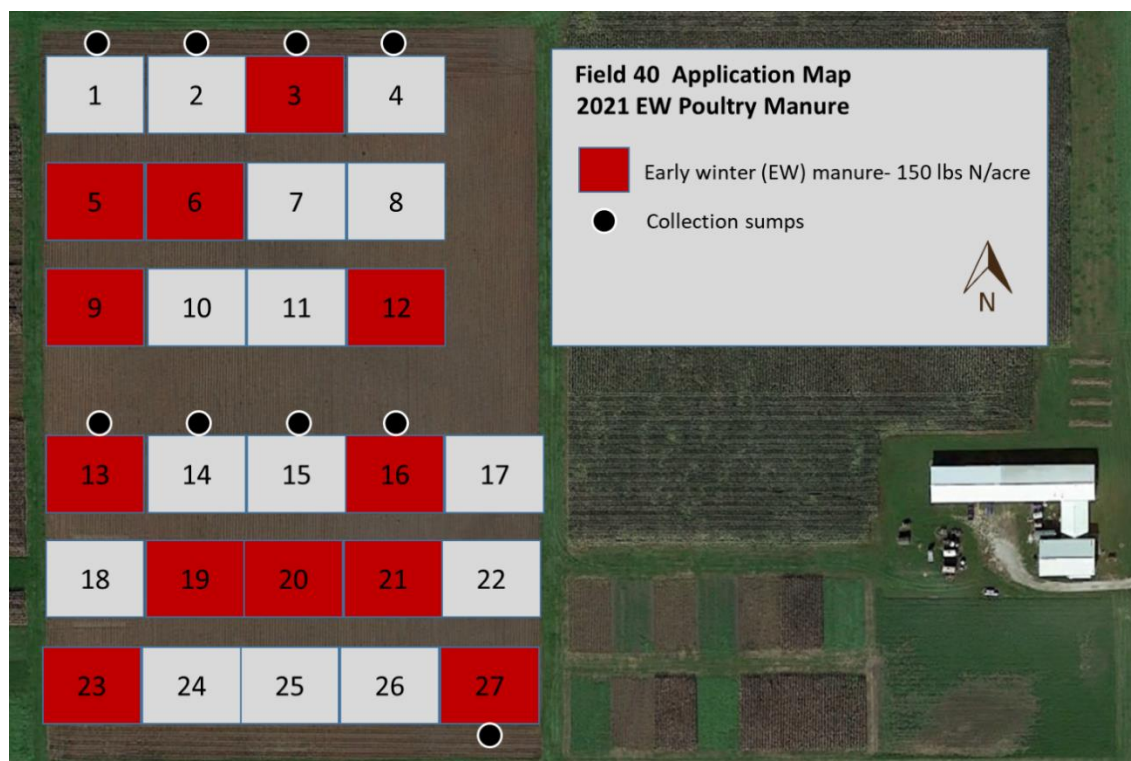 1 2 3 4
Field 40 Application Map
2021 EW Poultry Manure
Early winter (EW) manure- 150 lbs N/acre
5 6 7 8
Collection sumps
9 10 11 12
N
13 14 15 16 17
18 19 20 21 22
23 24 25 26 27